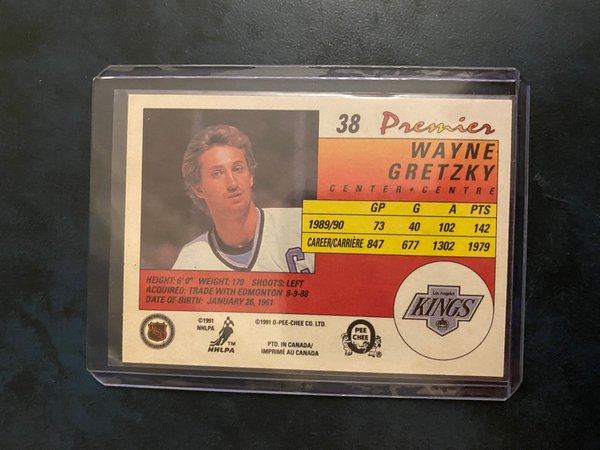 38 Premier
WAYNE
GRETZKY
CENTER • CENTRE
GP G A PTS
1989/90 73 40 102 142
CAREER/CARRIÈRE 847 677 1302 1979
HEIGHT: 6' 0" WEIGHT: 170 SHOOTS: LEFT
ACQUIRED: TRADE WITH EDMONTON 8-9-88
DATE OF BIRTH: JANUARY 26, 1961
Los Angeles
KINGS
C
©1991
NHLPA
NHLPA
TM
©1991 O-PEE-CHEE CO. LTD.
PTD. IN CANADA/
IMPRIMÉ AU CANADA
O
PEE
CHEE
®